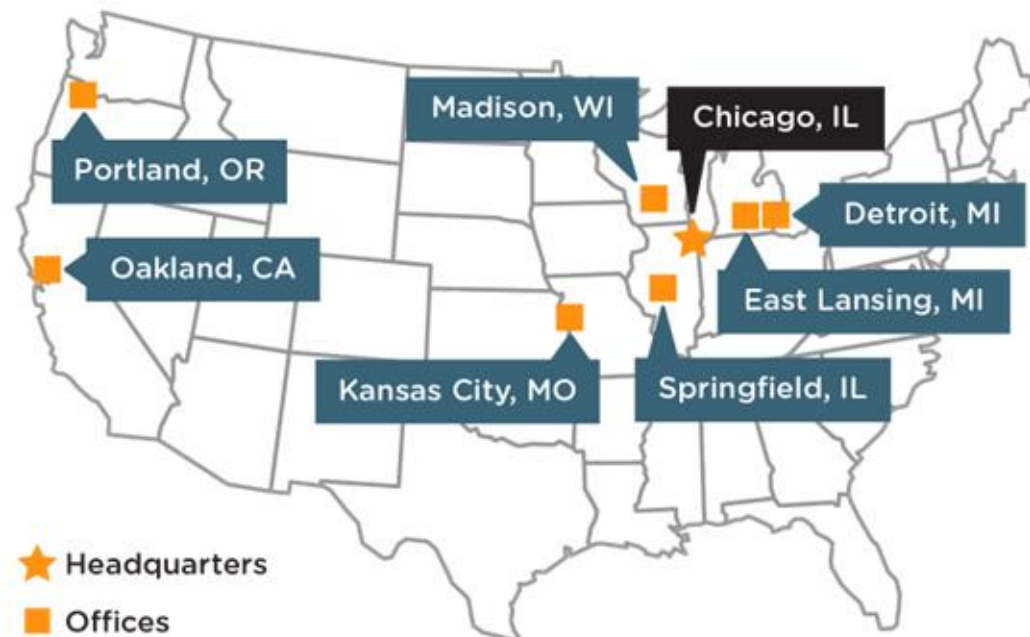 Madison, WI
Chicago, IL
Portland, OR
Detroit, MI
Oakland, CA
East Lansing, MI
Kansas City, MO
Springfield, IL
Headquarters
Offices